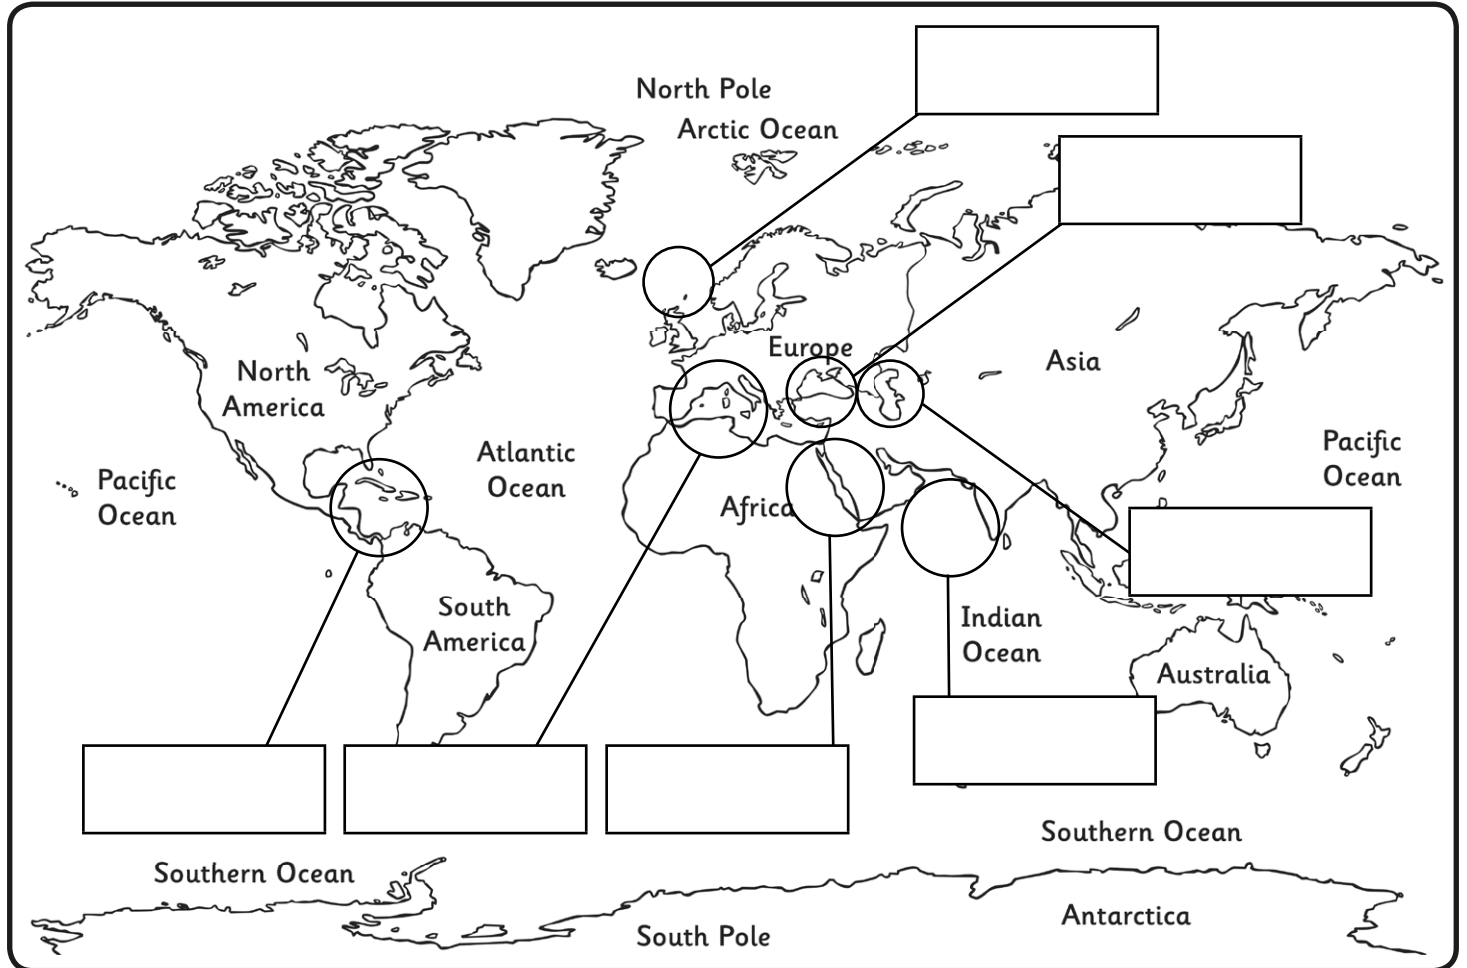 North Pole
Arctic Ocean
Europe
Asia
North
America
Atlantic
Ocean
Pacific
Ocean
Pacific
Ocean
Africa
South
America
Indian
Ocean
Australia
Southern Ocean
Southern Ocean
Antarctica
South Pole